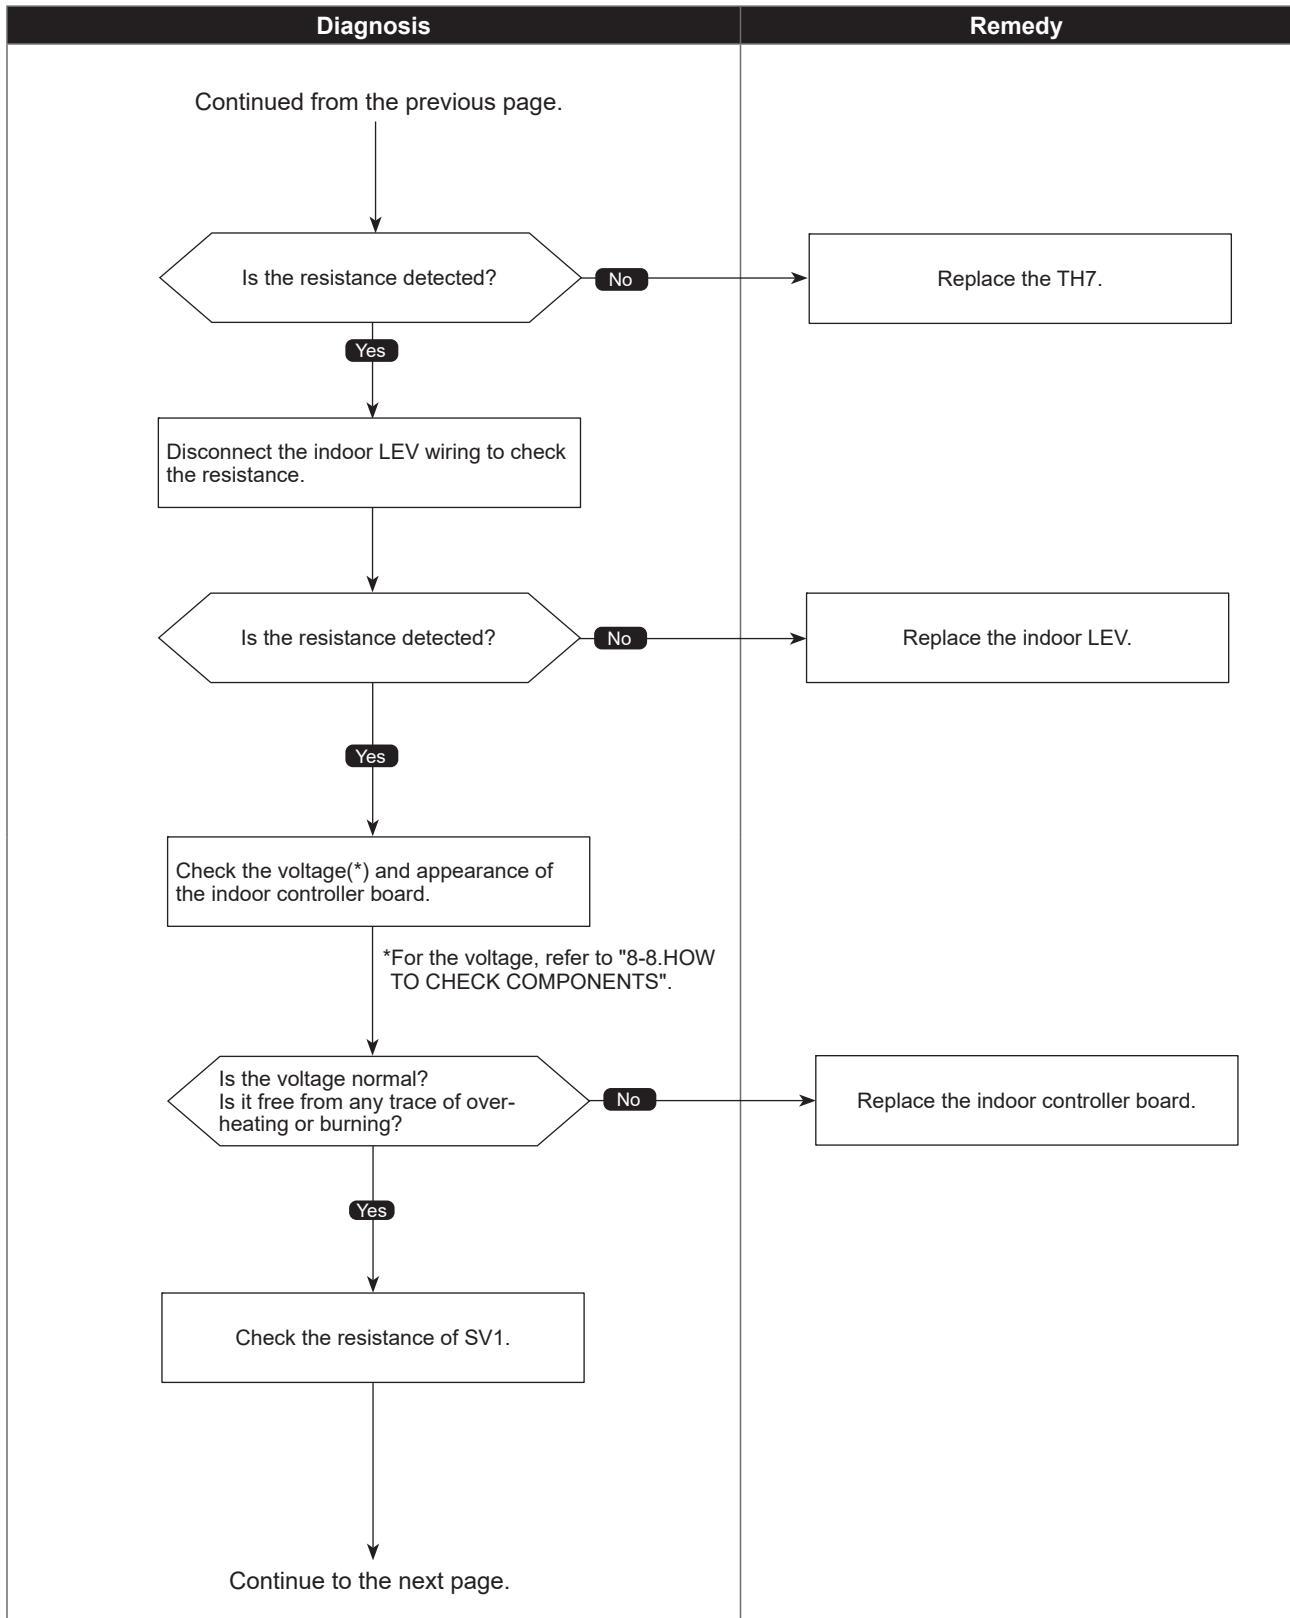 Diagnosis
Remedy
Continued from the previous page.
Is the resistance detected?
No
Replace the TH7.
Yes
Disconnect the indoor LEV wiring to check
the resistance.
Is the resistance detected?
No
Replace the indoor LEV.
Yes
Check the voltage(*) and appearance of
the indoor controller board.
*For the voltage, refer to "8-8.HOW
TO CHECK COMPONENTS".
Is the voltage normal?
Is it free from any trace of over-
heating or burning?
No
Replace the indoor controller board.
Yes
Check the resistance of SV1.
Continue to the next page.